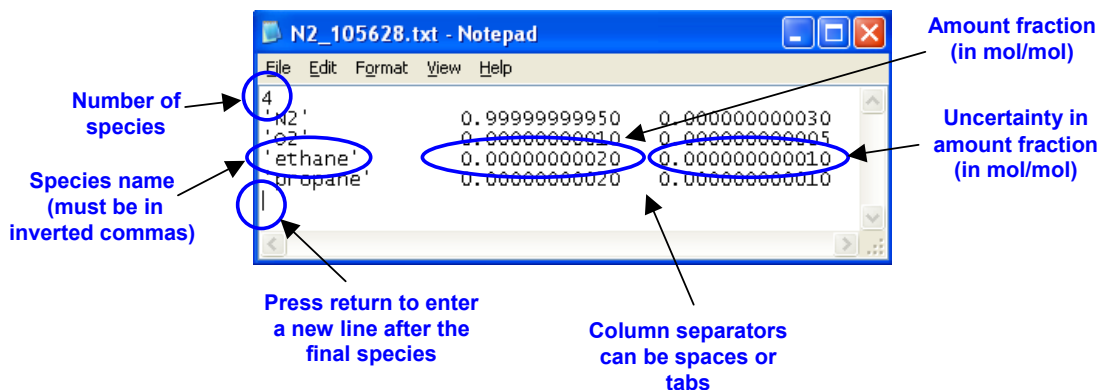 N2_105628.txt - Notepad
File Edit Format View Help
4
'N2' 0.99999999950 0.000000000030
'O2' 0.00000000010 0.000000000005
'ethane' 0.00000000020 0.000000000010
'propane' 0.00000000020 0.000000000010
Number of
species
Species name
(must be in
inverted commas)
Press return to enter
a new line after the
final species
Column separators
can be spaces or
tabs
Amount fraction
(in mol/mol)
Uncertainty in
amount fraction
(in mol/mol)